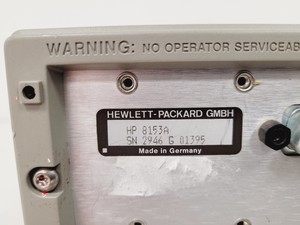 WARNING: NO OPERATOR SERVICEAB
HEWLETT-PACKARD GMBH
HP 8153A
SN 2946 G 01395
Made in Germany